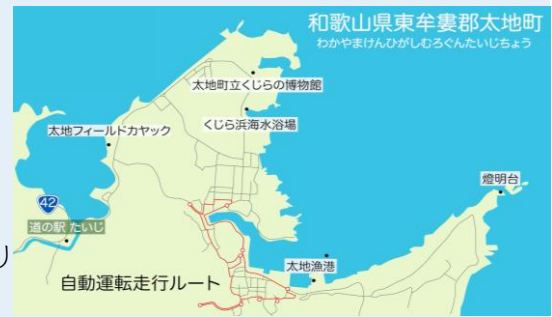 和歌山県東牟婁郡太地町
わかやまけんひがしむろぐんたいじちょう
太地町立くじらの博物館
くじら浜海水浴場
太地フィールドカヤック
燈明台
42
道の駅 たいじ
り
太地漁港
自動運転走行ルート